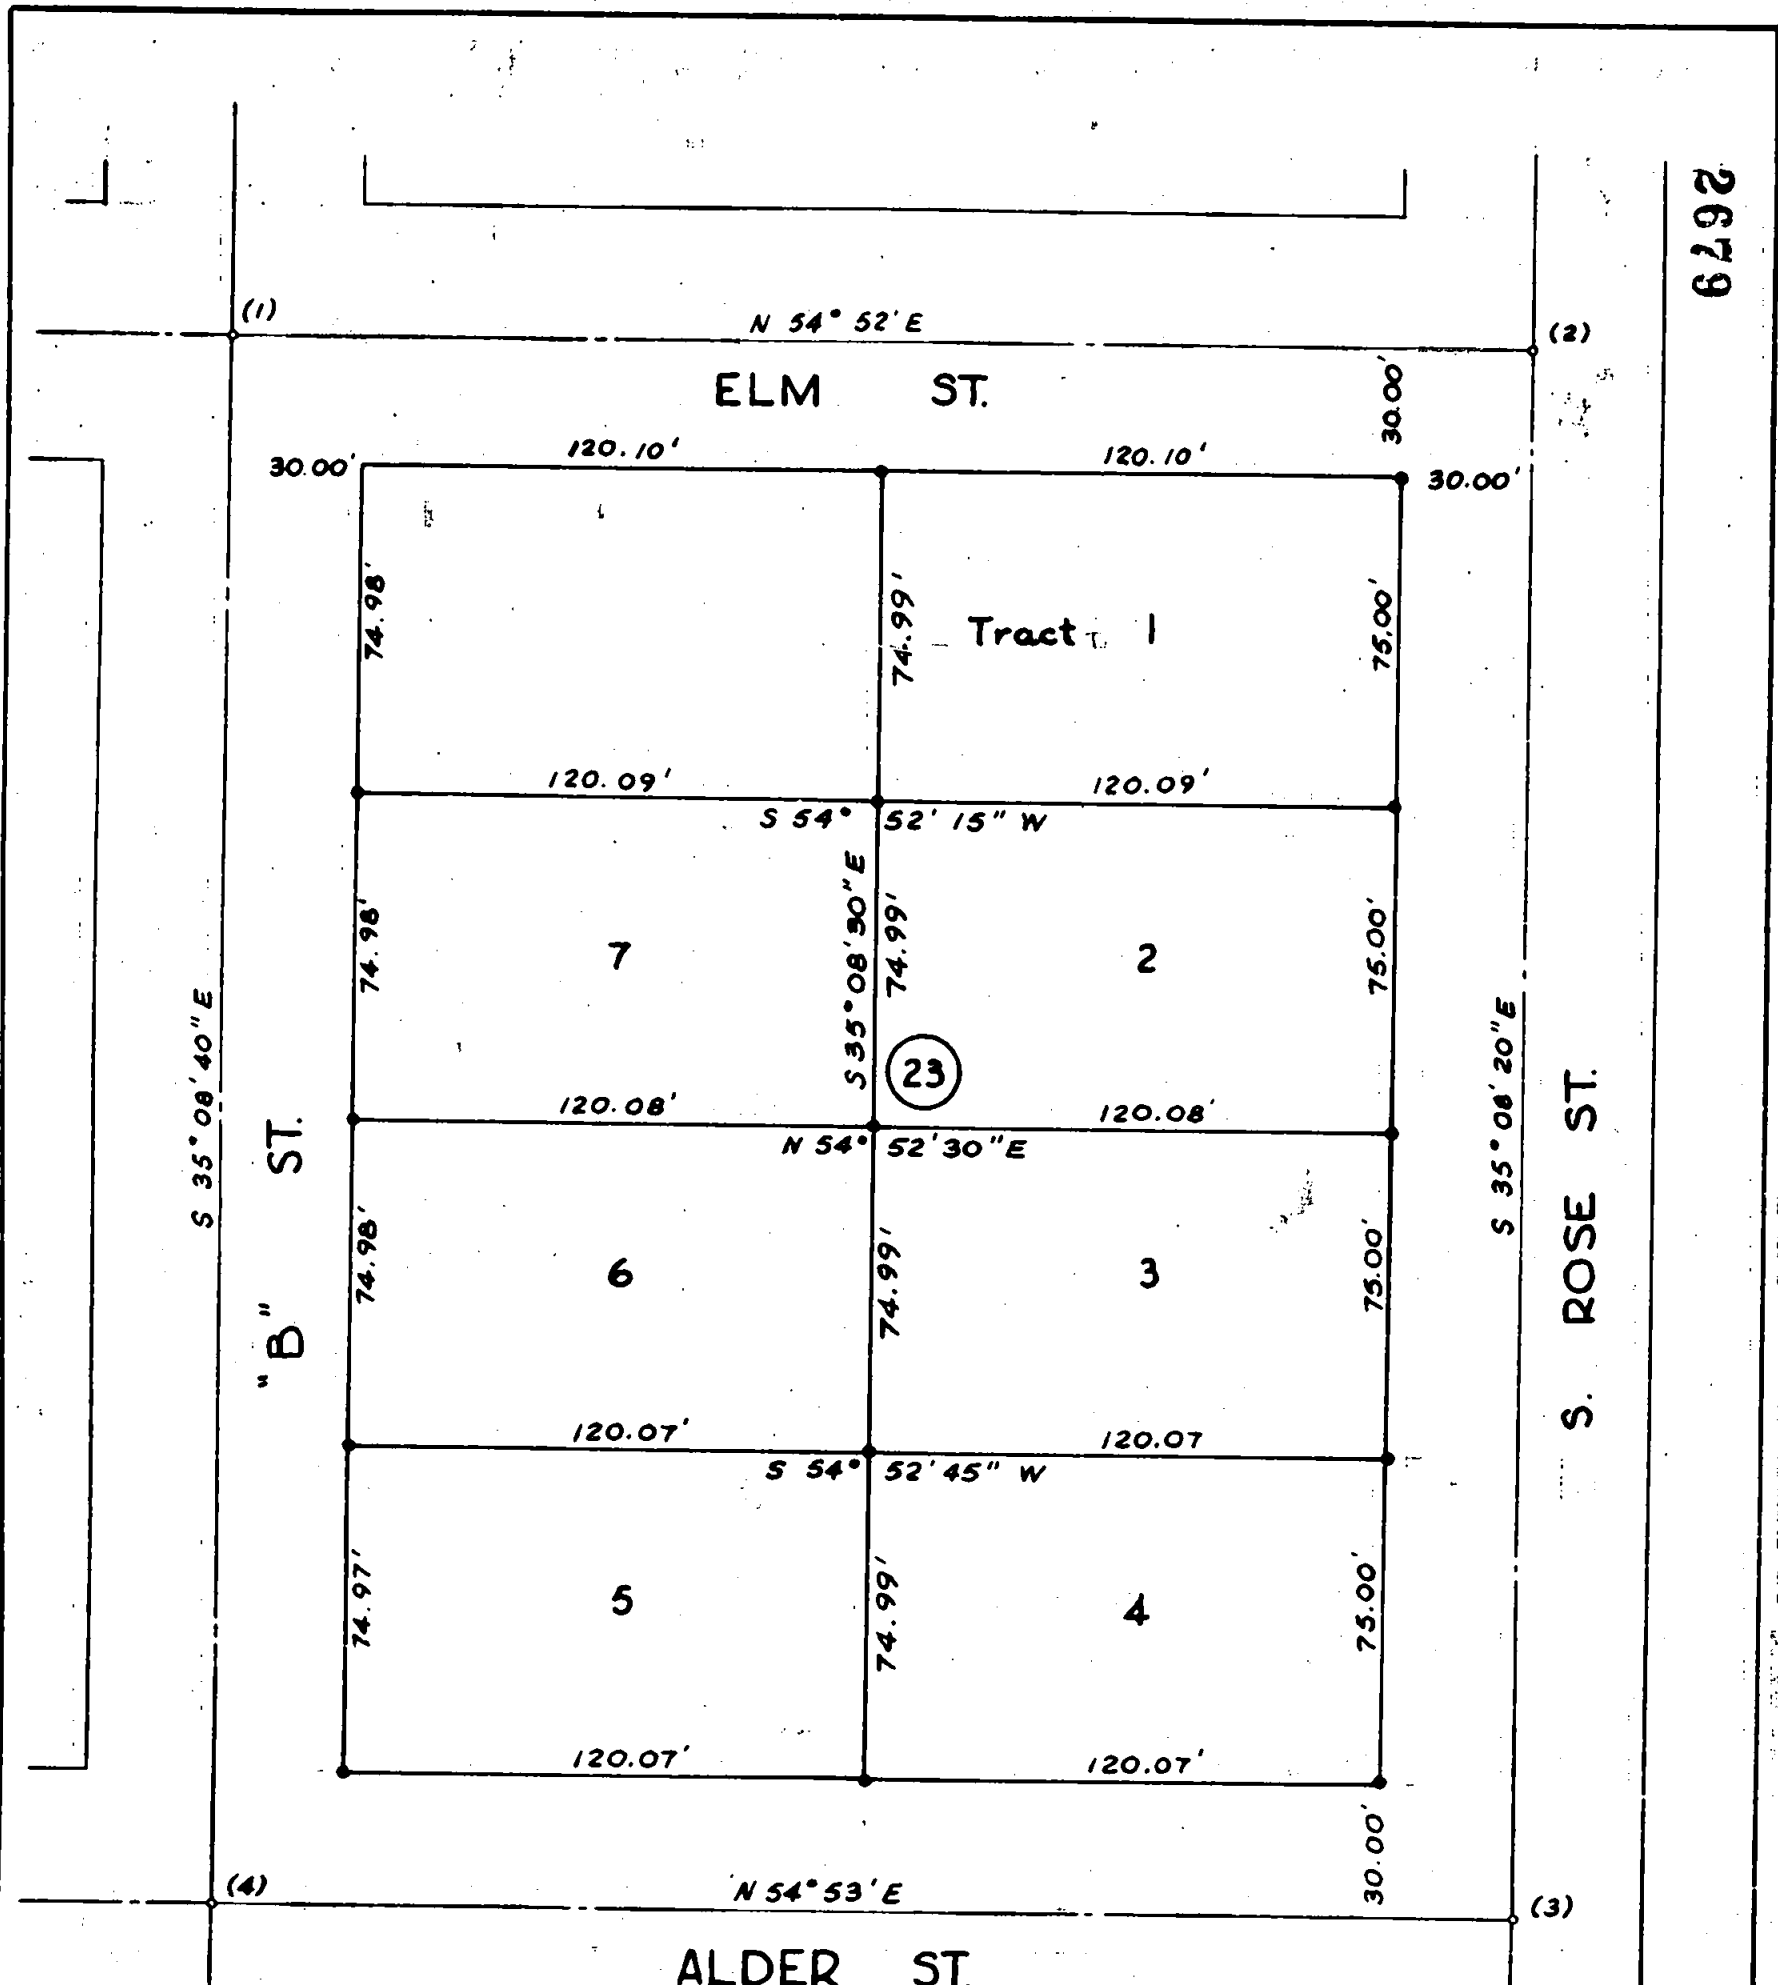 2679
(1)
N 54° 52' E
(2)
ELM ST.
30.00'
30.00'
120.10'
120.10'
30.00'
74.98'
74.99'
Tract 1
75.00'
120.09'
120.09'
S 54° 52' 15" W
74.98'
7
S 35° 08' 30" E
74.99'
2
75.00'
23
S 35° 08' 40" E
"B" ST.
S 35° 08' 20" E
S. ROSE ST.
120.08'
120.08'
N 54° 52' 30" E
74.98'
6
74.99'
3
75.00'
120.07'
120.07
S 54° 52' 45" W
74.97'
5
74.99'
4
75.00'
120.07'
120.07'
30.00'
(4)
N 54° 53' E
(3)
ALDER ST.